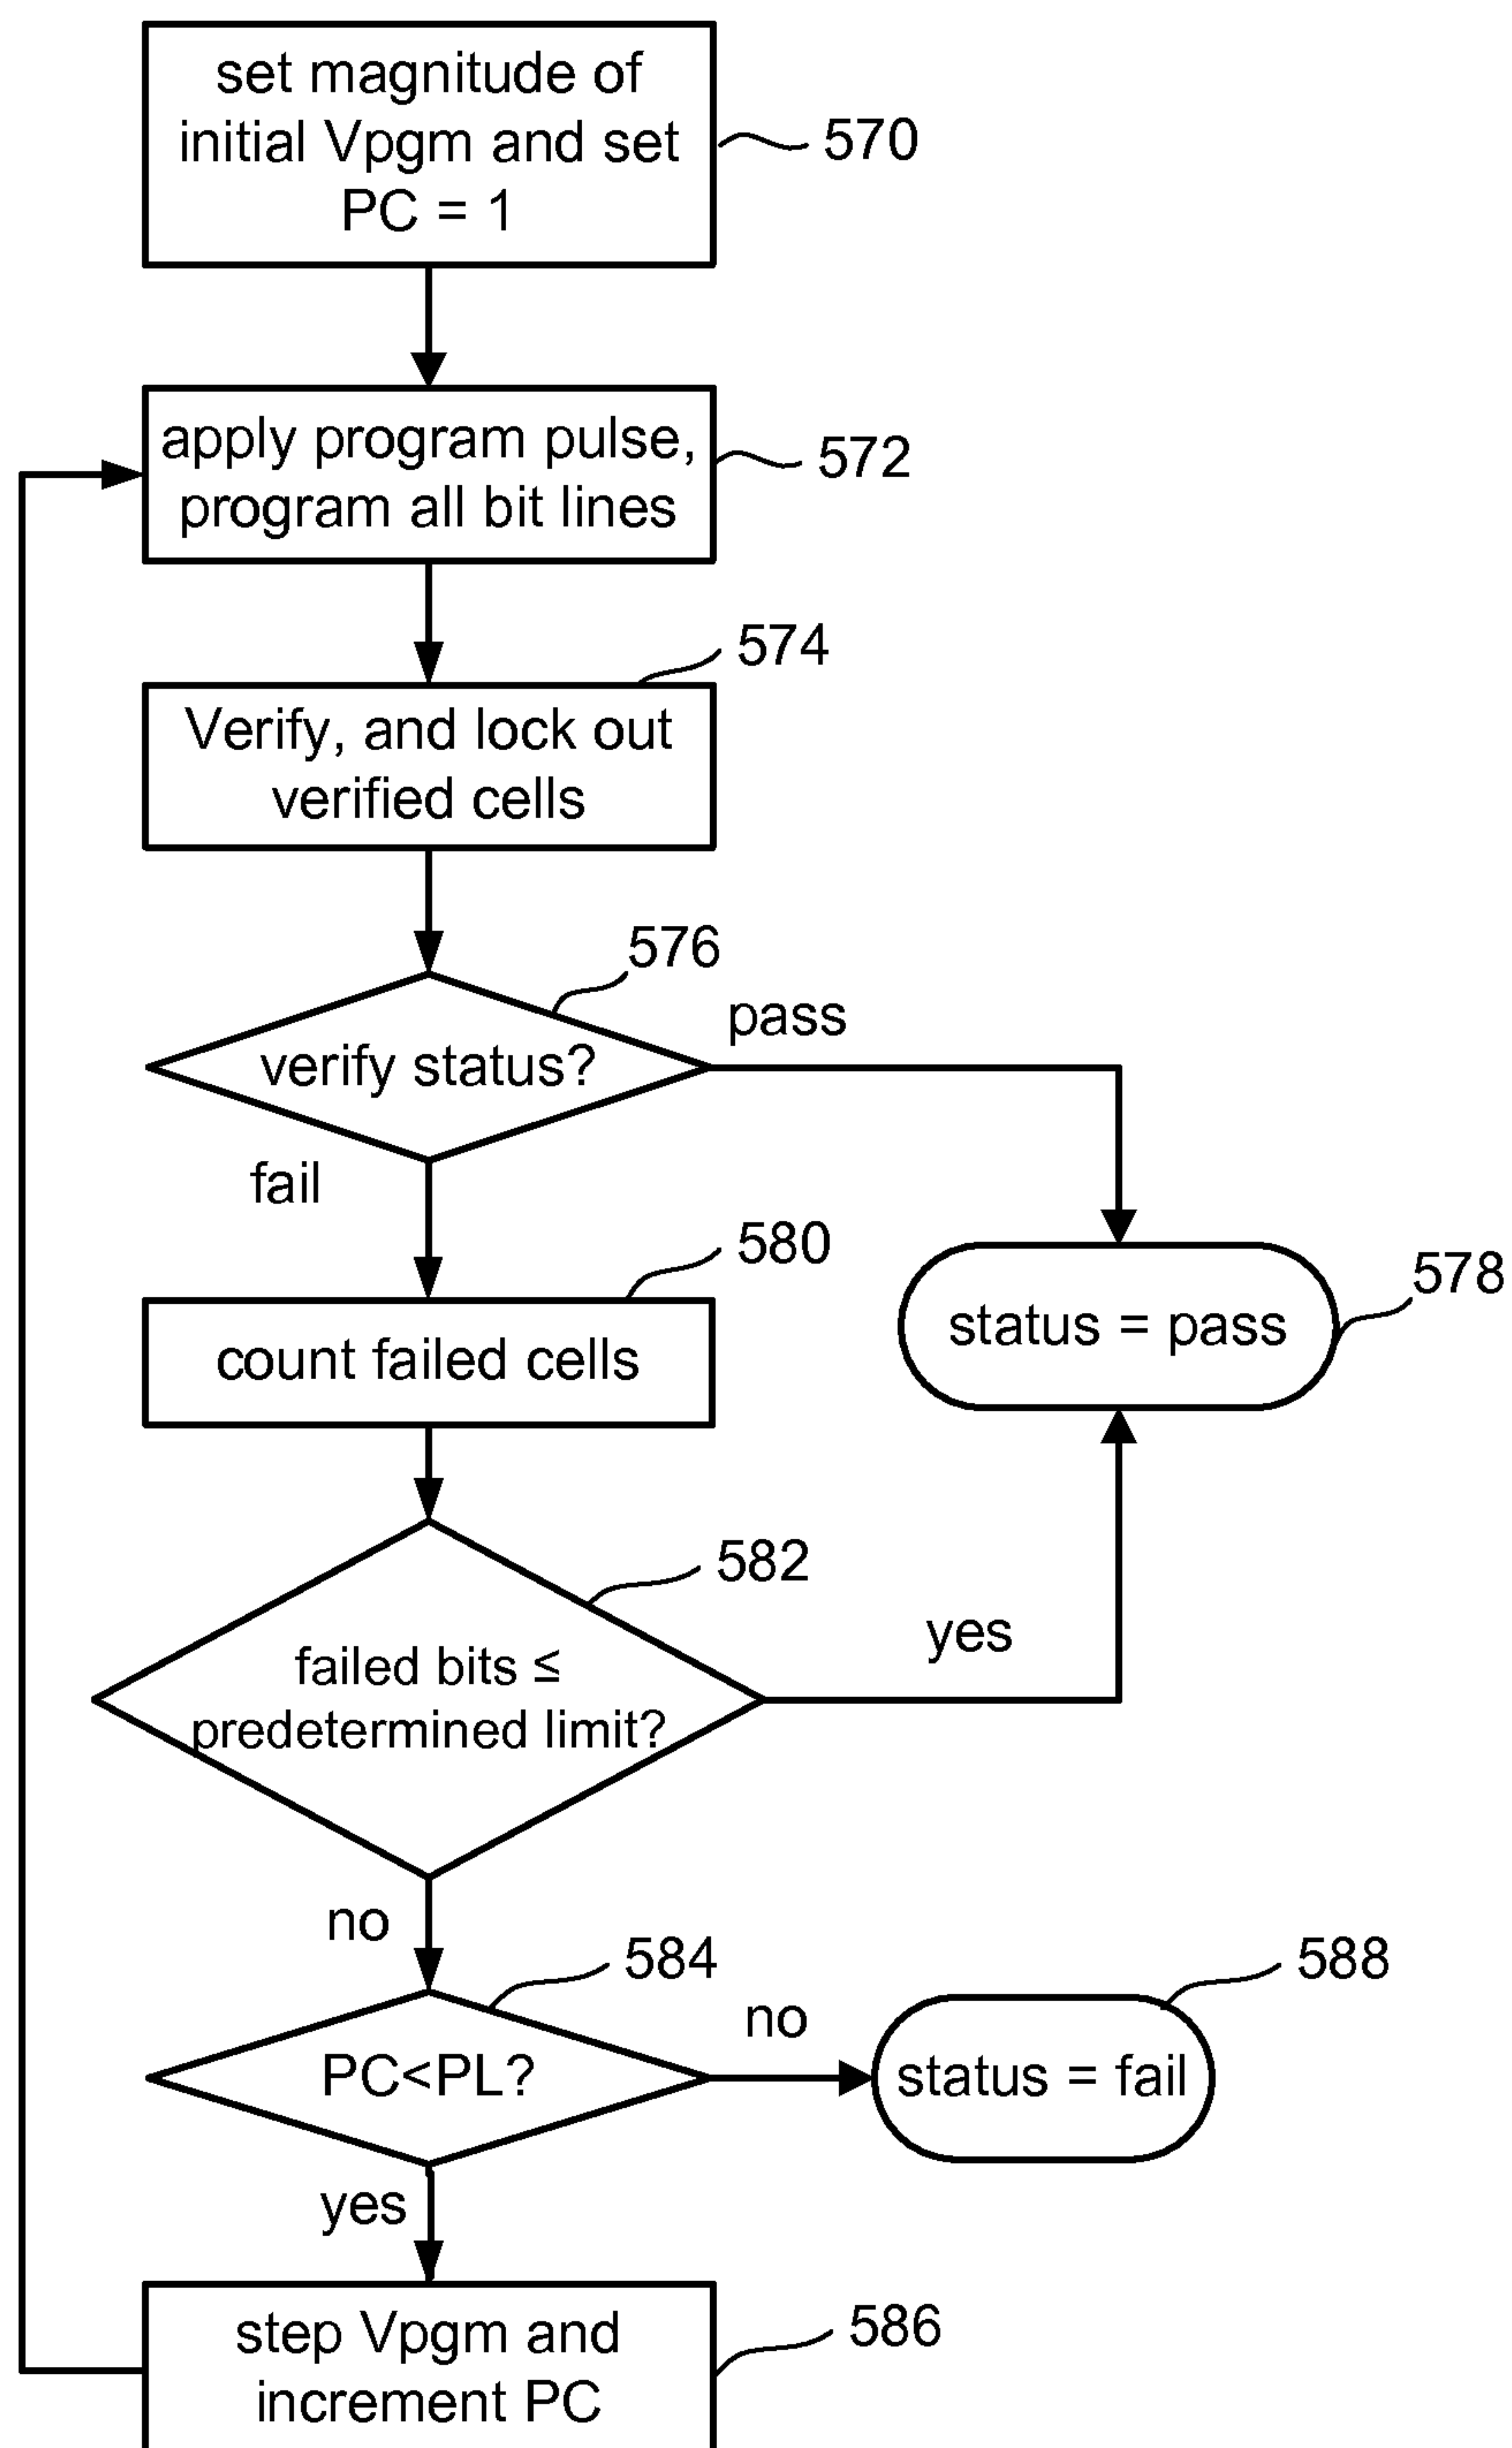 set magnitude of
initial Vpgm and set
PC = 1
570
apply program pulse,
program all bit lines
572
574
Verify, and lock out
verified cells
576
pass
verify status?
fail
580
578
status = pass
count failed cells
582
yes
failed bits ≤
predetermined limit?
no
584
588
no
PC<PL?
status = fail
yes
step Vpgm and
increment PC
586